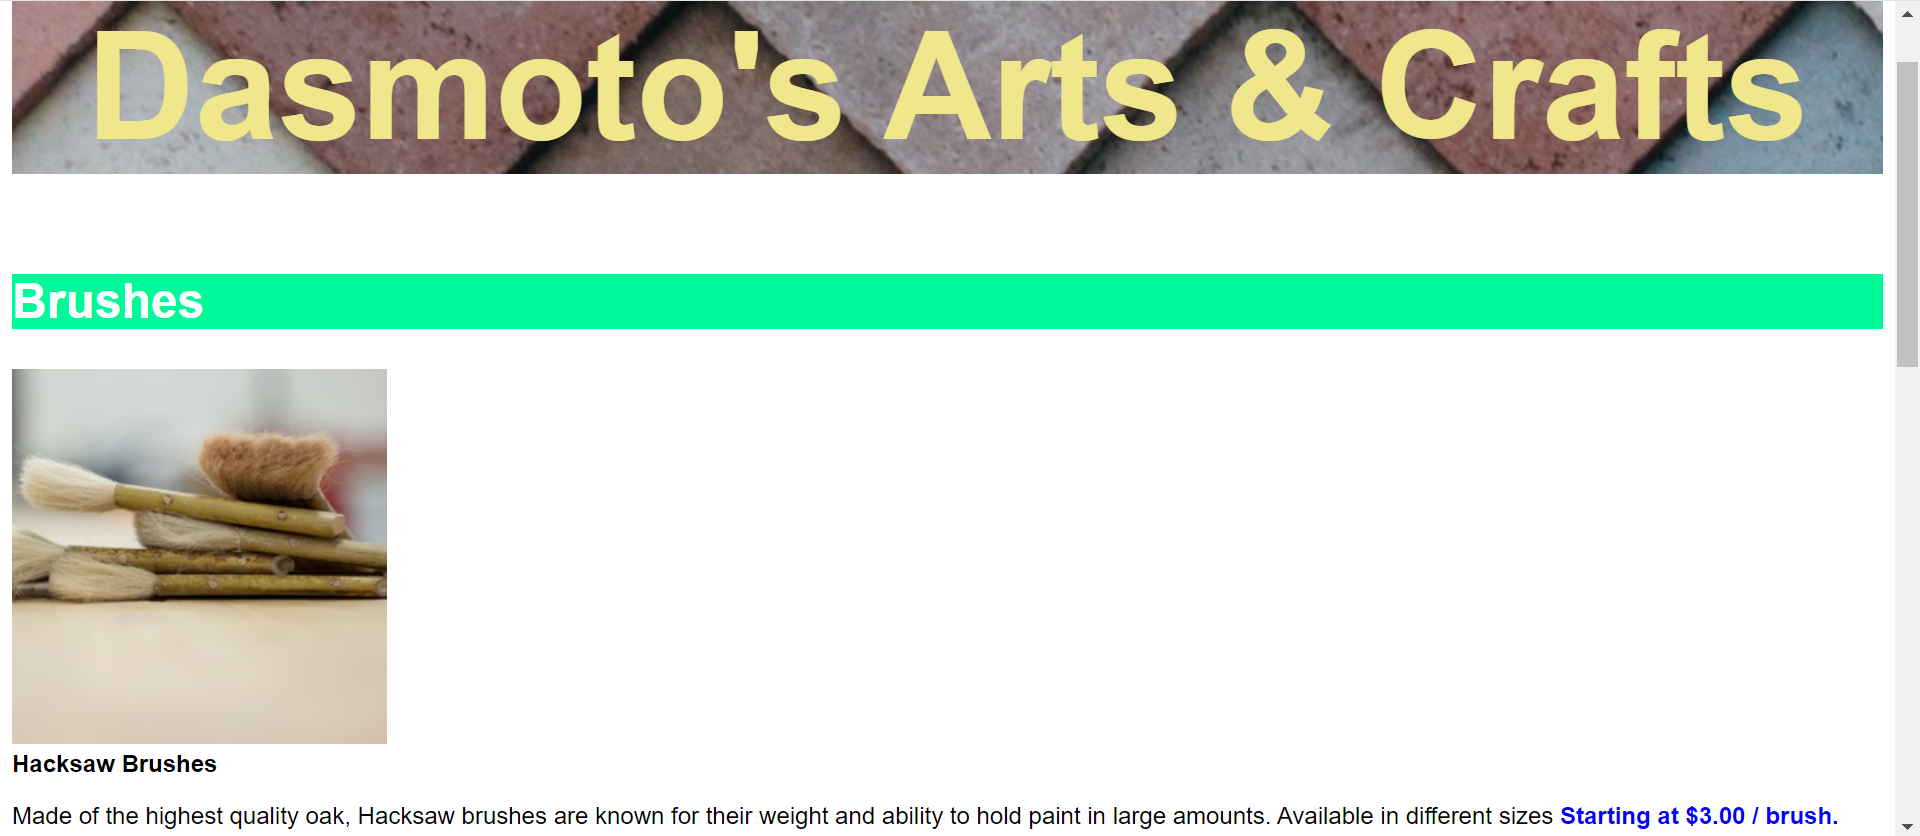 Dasmoto's Arts & Crafts
Brushes
Hacksaw Brushes
Made of the highest quality oak, Hacksaw brushes are known for their weight and ability to hold paint in large amounts. Available in different sizes Starting at $3.00 / brush.